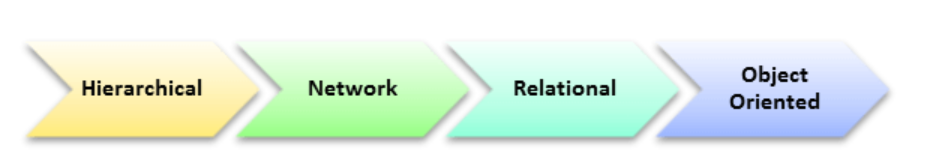 Hierarchical
Network
Relational
Object
Oriented